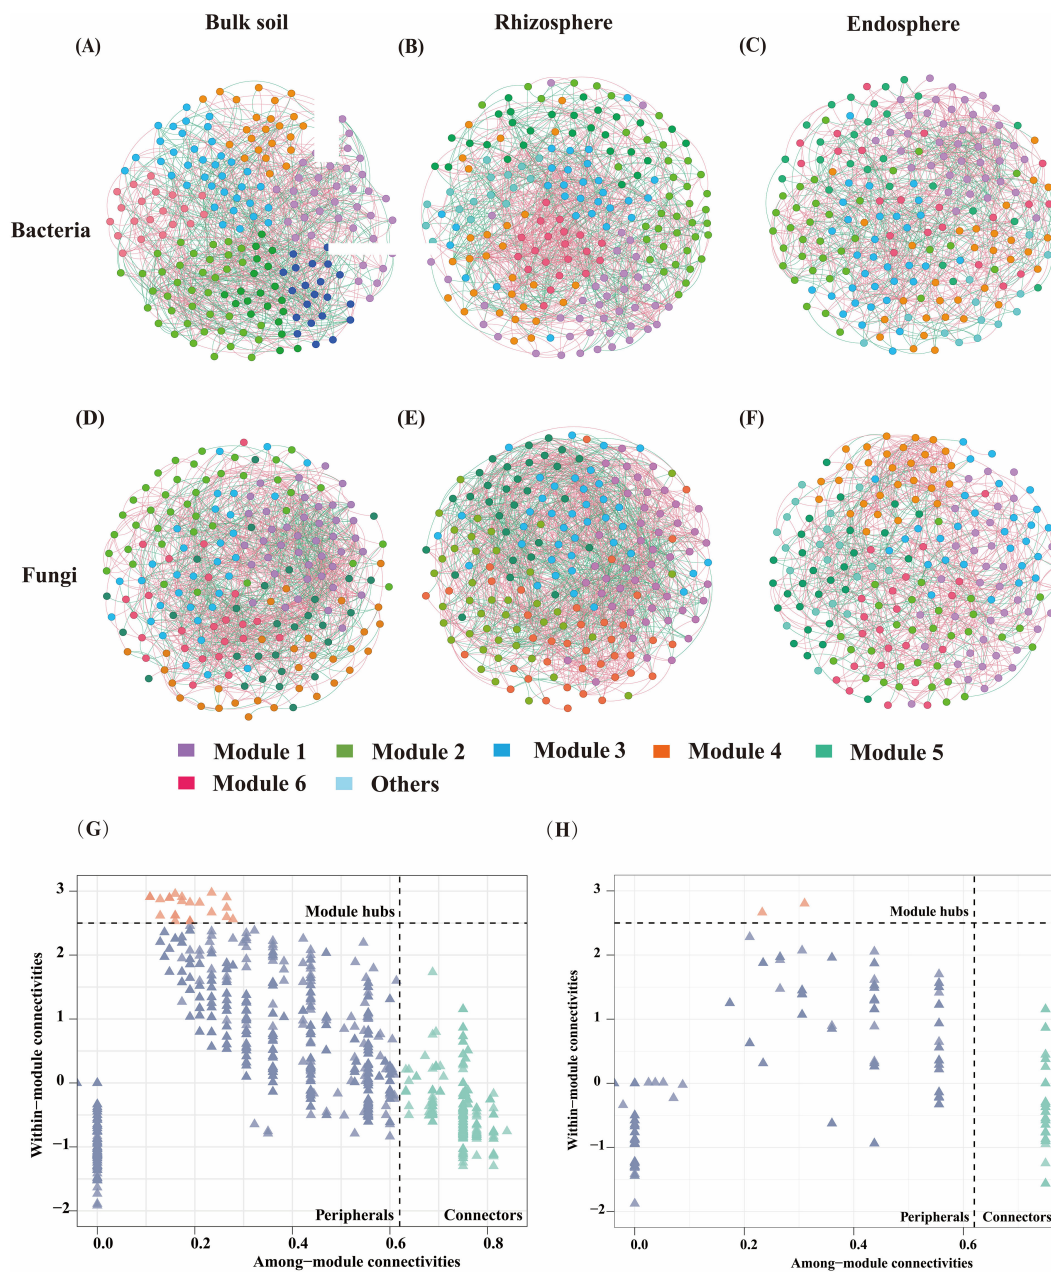 Bulk soil
Rhizosphere
Endosphere
(A)
(B)
(C)
Bacteria
(D)
(E)
(F)
Fungi
Module 1
Module 2
Module 3
Module 4
Module 5
Module 6
Others
(G)
3
2
1
0
−1
−2
Within−module connectivities
Module hubs
Peripherals
Connectors
0.0
0.2
0.4
0.6
0.8
Among−module connectivities
(H)
3
2
1
0
−1
−2
Within−module connectivities
Module hubs
Peripherals
Connectors
0.0
0.2
0.4
0.6
Among−module connectivities